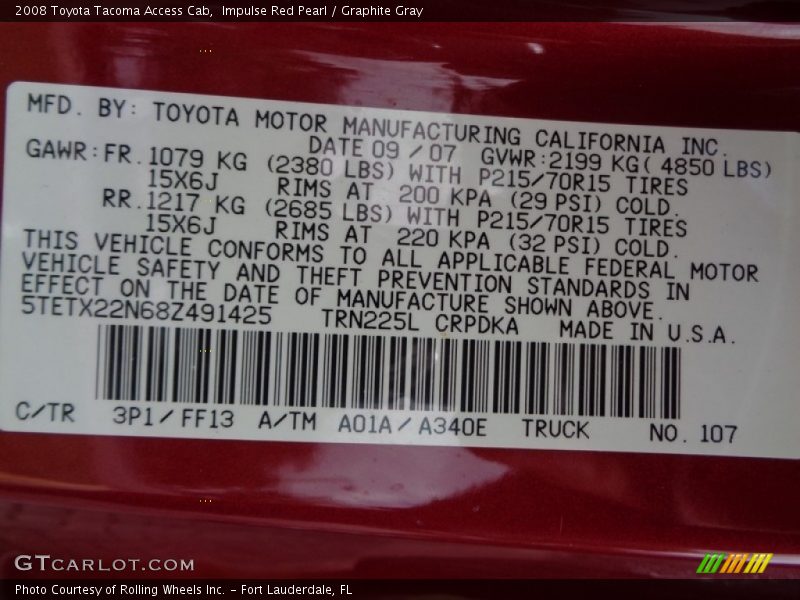 2008 Toyota Tacoma Access Cab,  Impulse Red Pearl / Graphite Gray
MFD. BY: TOYOTA MOTOR MANUFACTURING CALIFORNIA INC.
DATE 09 / 07   GVWR:2199 KG( 4850 LBS)
GAWR:FR.1079 KG (2380 LBS) WITH P215/70R15 TIRES
15X6J   RIMS AT  200 KPA (29 PSI) COLD.
RR.1217 KG (2685 LBS) WITH P215/70R15 TIRES
15X6J   RIMS AT  220 KPA (32 PSI) COLD.
THIS VEHICLE CONFORMS TO ALL APPLICABLE FEDERAL MOTOR
VEHICLE SAFETY AND THEFT PREVENTION STANDARDS IN
EFFECT ON THE DATE OF MANUFACTURE SHOWN ABOVE.
5TETX22N68Z491425   TRN225L CRPDKA   MADE IN U.S.A.
C/TR   3P1/FF13  A/TM  A01A/A340E   TRUCK   NO. 107
GTCARLOT.COM
Photo Courtesy of Rolling Wheels Inc. - Fort Lauderdale, FL